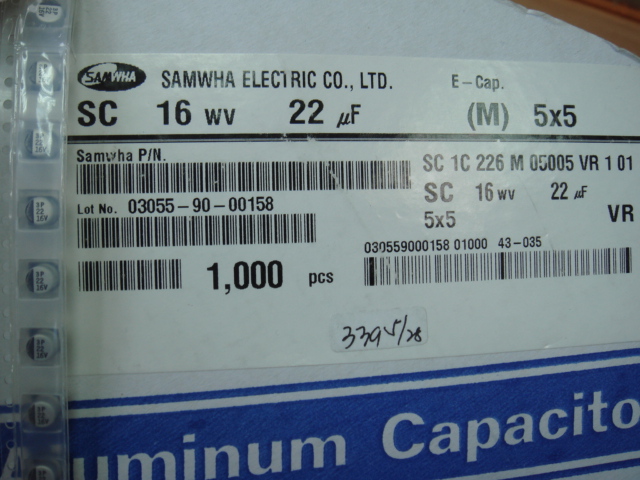 SAMWHA SAMWHA ELECTRIC CO., LTD. E-Cap.
SC 16 WV 22 μF (M) 5x5
Samwha P/N. SC 1C 226 M 05005 VR 1 01
SC 16 WV 22 μF
Lot No. 03055-90-00158 5x5 VR
030559000158 01000 43-035
1,000 pcs
Aluminum Capacito